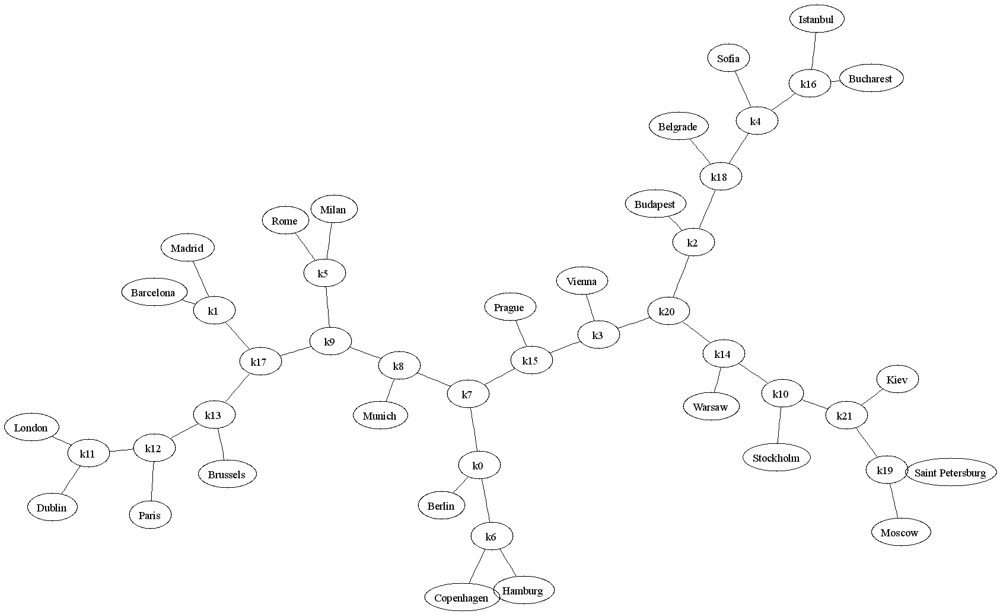 Istanbul
Sofia
Bucharest
k16
k4
Belgrade
k18
Budapest
Milan
Rome
k2
Madrid
k5
Vienna
Barcelona
Prague
k1
k20
k3
k9
k14
k15
k17
k8
Kiev
k7
k10
Warsaw
k13
Munich
k21
London
k12
k11
Stockholm
k0
k19
Saint Petersburg
Brussels
Berlin
Dublin
Paris
Moscow
k6
Hamburg
Copenhagen